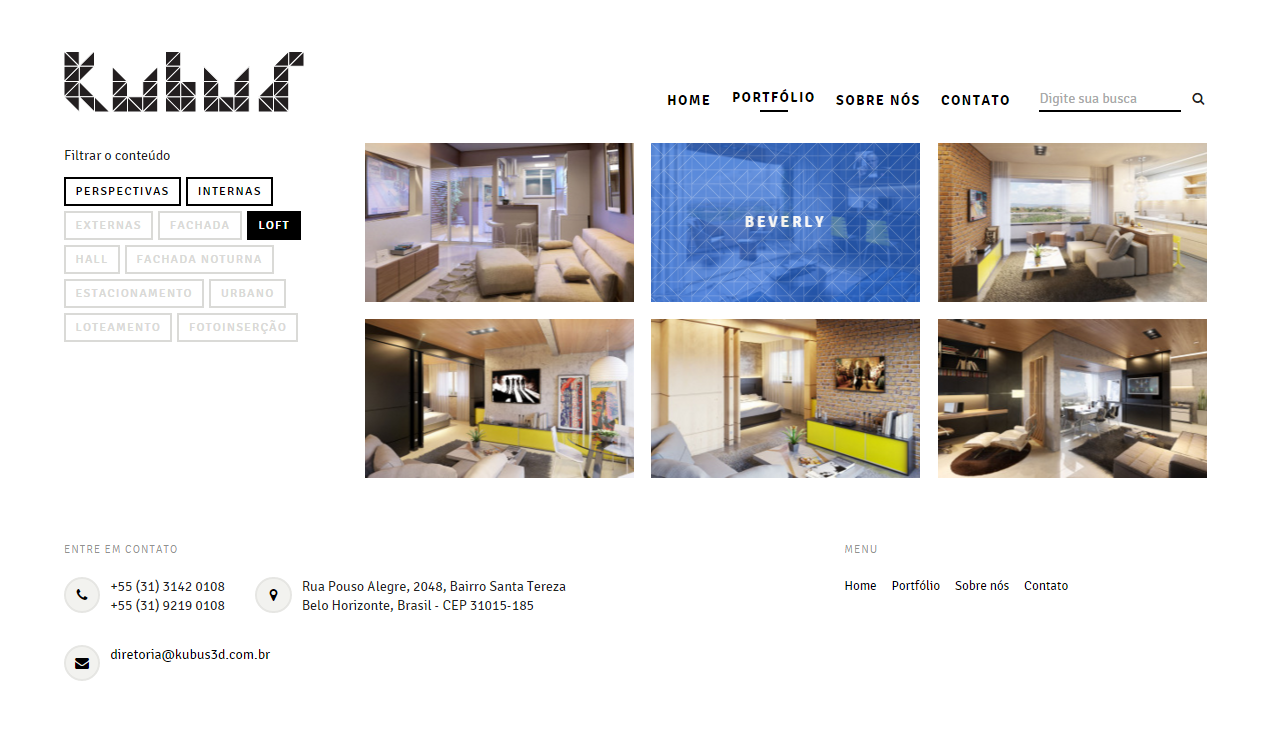 Kubus
HOME PORTFÓLIO SOBRE NÓS CONTATO Digite sua busca
Filtrar o conteúdo
PERSPECTIVAS INTERNAS
EXTERNAS FACHADA LOFT
HALL FACHADA NOTURNA
ESTACIONAMENTO URBANO
LOTEAMENTO FOTOINSERÇÃO
BEVERLY
ENTRE EM CONTATO
+55 (31) 3142 0108
+55 (31) 9219 0108
Rua Pouso Alegre, 2048, Bairro Santa Tereza
Belo Horizonte, Brasil - CEP 31015-185
diretoria@kubus3d.com.br
MENU
Home Portfólio Sobre nós Contato